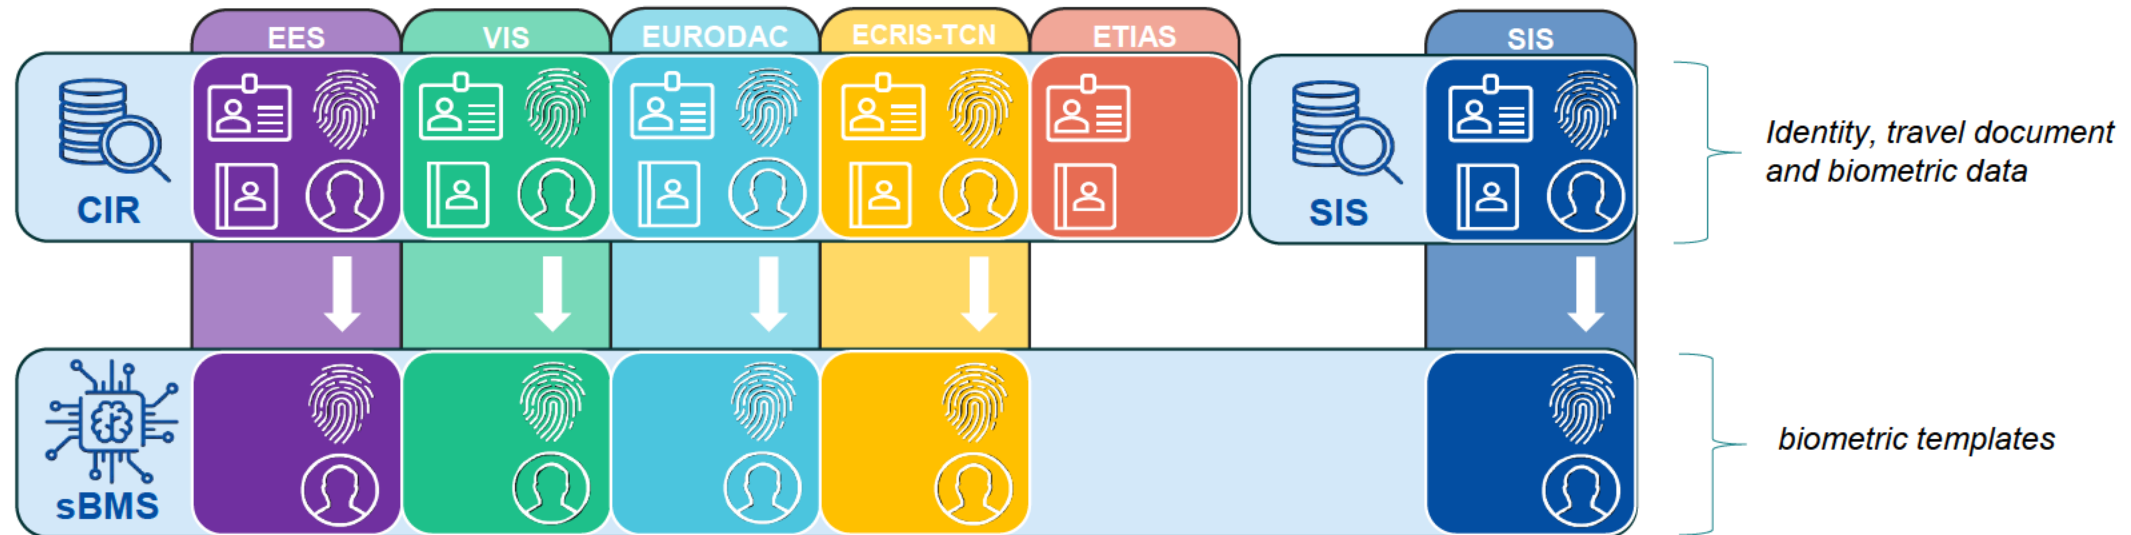 EES
VIS
EURODAC
ECRIS-TCN
ETIAS
SIS
CIR
SIS
Identity, travel document
and biometric data
sBMS
biometric templates